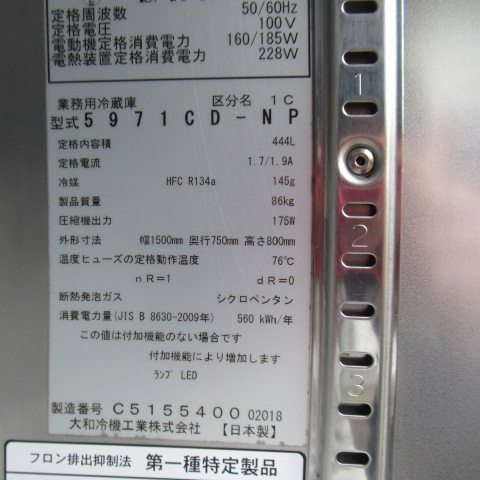 定格周波数 50/60Hz
定格電圧 100V
電動機定格消費電力 160/185W
電熱装置定格消費電力 228W
業務用冷蔵庫 区分名 1C
型式 5971CD-NP
定格内容積 444L
定格電流 1.7/1.9A
冷媒 HFC R134a 145g
製品質量 86kg
圧縮機出力 175W
外形寸法 幅1500mm 奥行750mm 高さ800mm
温度ヒューズの定格動作温度 76℃
nR=1 dR=0
断熱発泡ガス シクロペンタン
消費電力量(JIS B 8630-2009年) 560 kWh/年
この値は付加機能のない場合です
付加機能により増加します
ランプ LED
製造番号 C5155400 02018
大和冷機工業株式会社 【日本製】
フロン排出抑制法 第一種特定製品
1
2
3